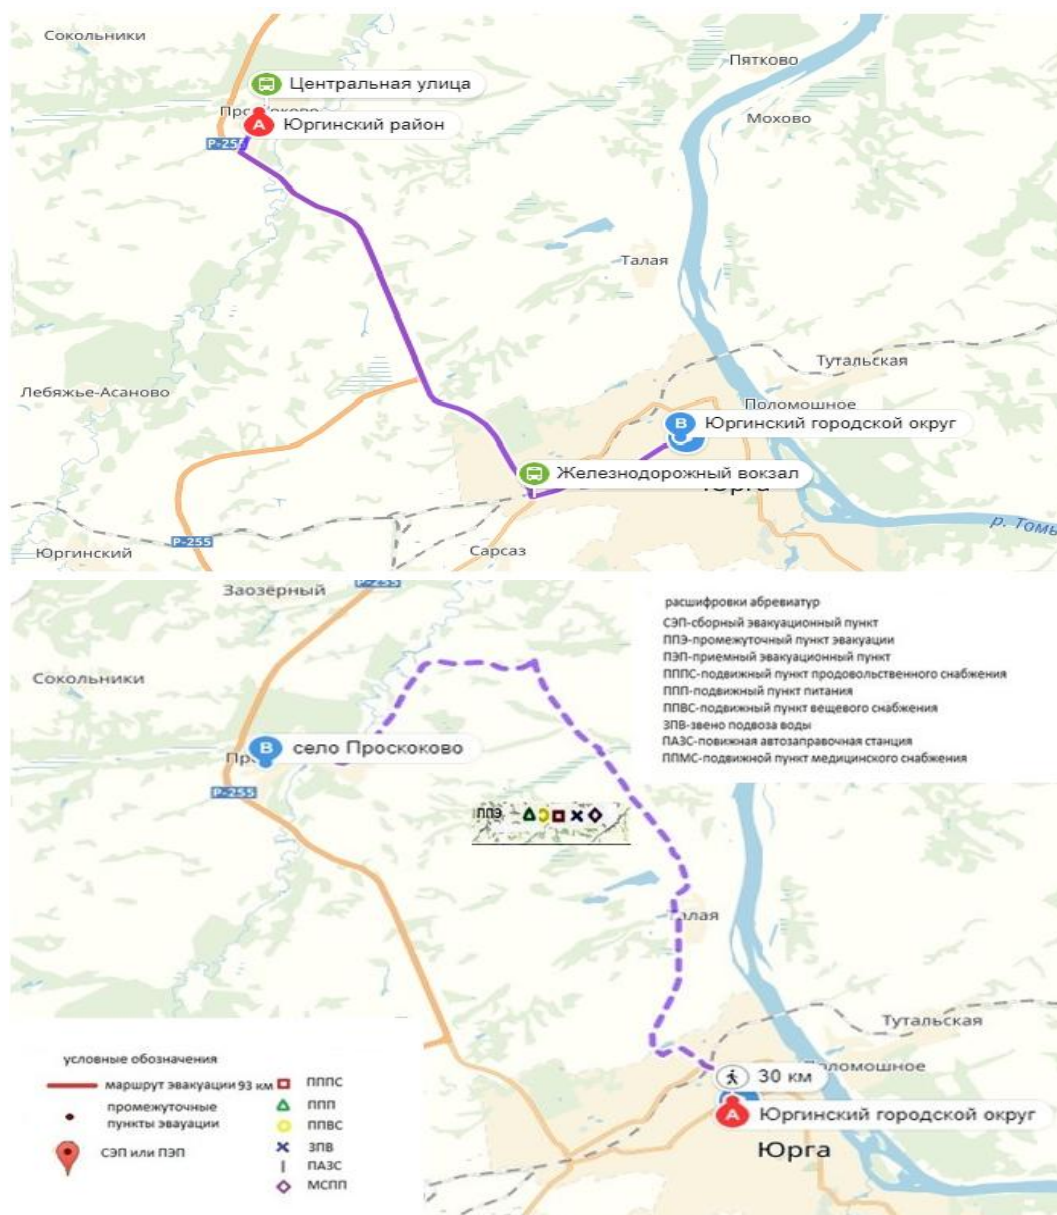 Сокольники
Пятково
Центральная улица
Мохово
А Юргинский район
Р-255
Талая
Тутальская
Лебяжье-Асаново
Поломошное
В Юргинский городской округ
Железнодорожный вокзал
Юрга
р. Томь
Р-255
Юргинский
Сарсаз
Р-255
Заозёрный
расшифровки абревиатур
СЭП-сборный эвакуационный пункт
ППЭ-промежуточный пункт эвакуации
ПЭП-приемный эвакуационный пункт
ПППС-подвижный пункт продовольственного снабжения
ППП-подвижный пункт питания
ППВС-подвижный пункт вещевого снабжения
ЗПВ-звено подвоза воды
ПАЗС-повижная автозаправочная станция
ППМС-подвижной пункт медицинского снабжения
Сокольники
В село Проскоково
Р-255
ППЭ
Талая
Тутальская
Поломошное
30 км
А Юргинский городской округ
Юрга
условные обозначения
маршрут эвакуации 93 км
промежуточные
пункты эвауации
СЭП или ПЭП
ПППС
ППП
ППВС
ЗПВ
ПАЗС
МСПП